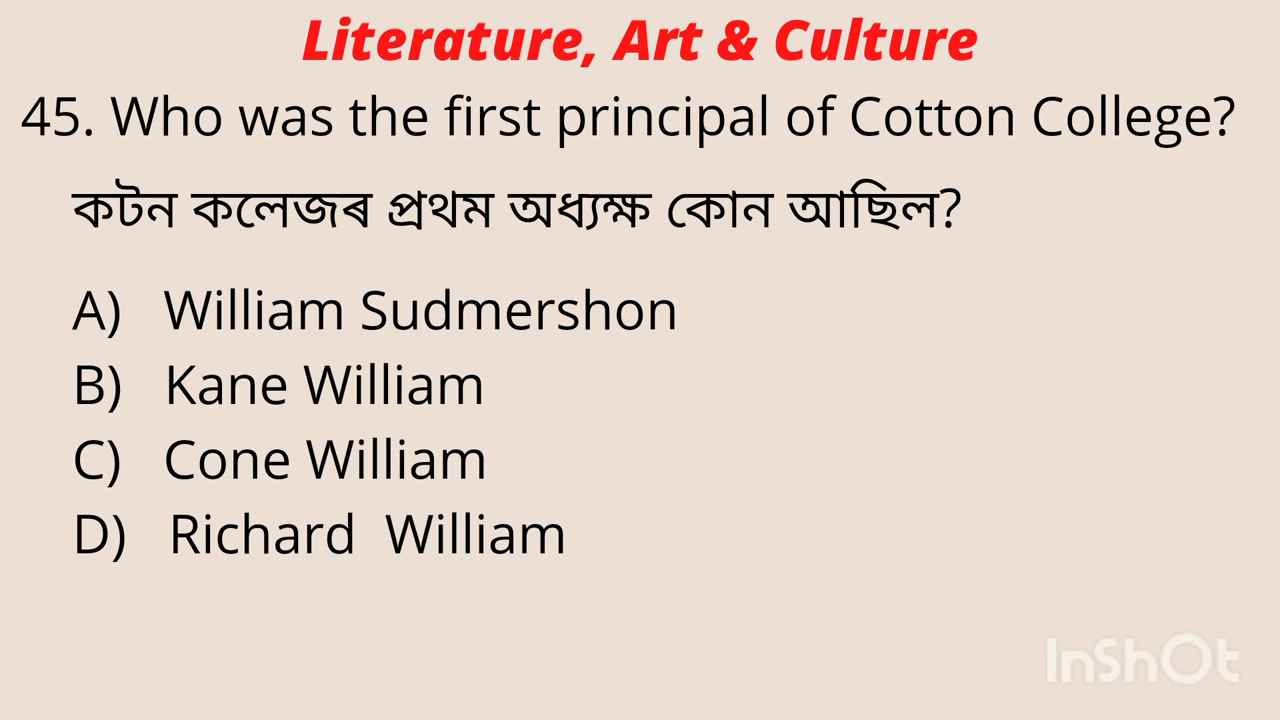 Literature, Art & Culture
45. Who was the first principal of Cotton College?
কটন কলেজৰ প্ৰথম অধ্যক্ষ কোন আছিল?
A) William Sudmershon
B) Kane William
C) Cone William
D) Richard William
InShOt